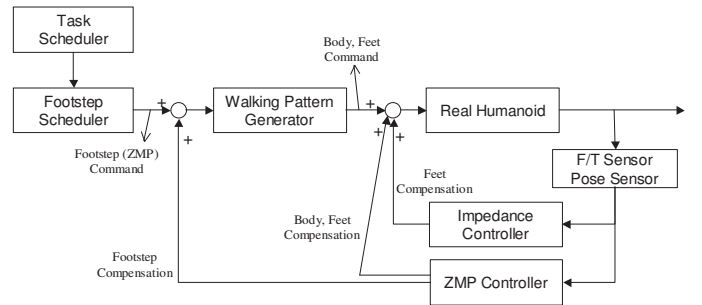 Task
Scheduler
Body, Feet
Command
Footstep
Scheduler
+
Walking Pattern
Generator
+
Real Humanoid
+
+
+
Footstep (ZMP)
Command
F/T Sensor
Pose Sensor
Feet
Compensation
Impedance
Controller
Body, Feet
Compensation
Footstep
Compensation
ZMP Controller